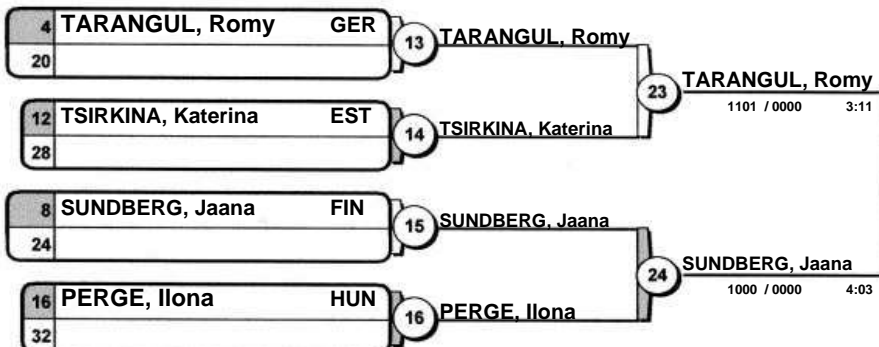 4 TARANGUL, Romy GER
20
13 TARANGUL, Romy
12 TSIRKINA, Katerina EST
28
14 TSIRKINA, Katerina
23 TARANGUL, Romy
1101 / 0000 3:11
8 SUNDBERG, Jaana FIN
24
15 SUNDBERG, Jaana
16 PERGE, Ilona HUN
32
16 PERGE, Ilona
24 SUNDBERG, Jaana
1000 / 0000 4:03